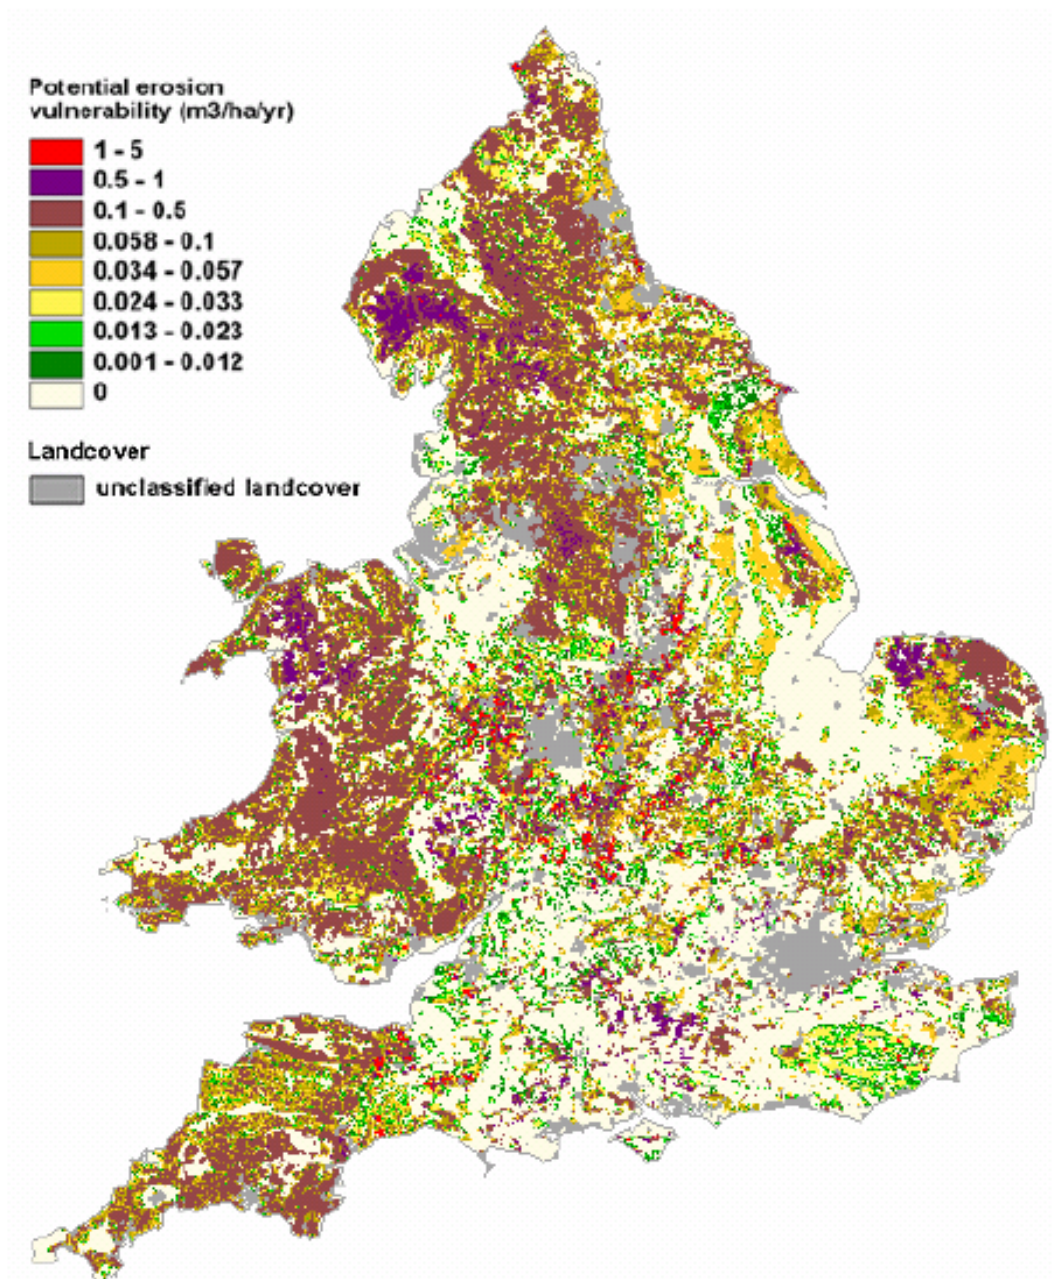 Potential erosion
vulnerability (m3/ha/yr)
1 - 5
0.5 - 1
0.1 - 0.5
0.058 - 0.1
0.034 - 0.057
0.024 - 0.033
0.013 - 0.023
0.001 - 0.012
0
Landcover
unclassified landcover